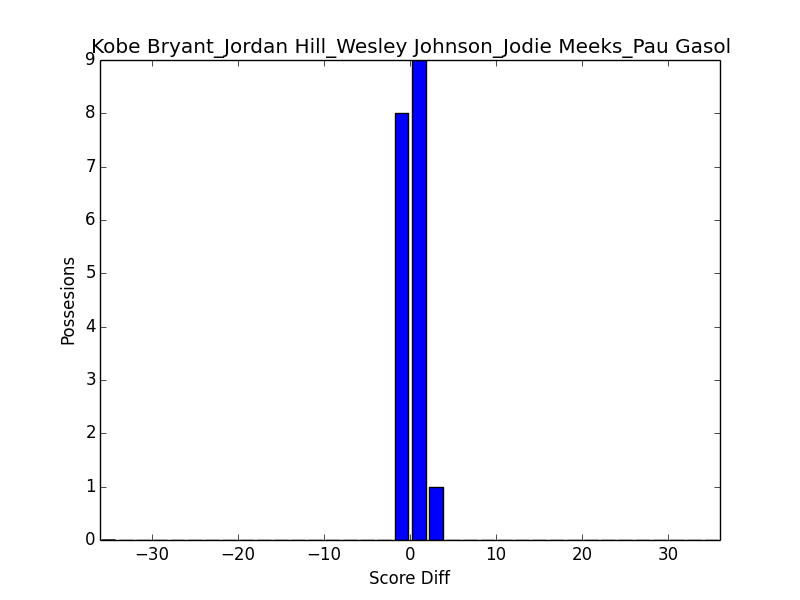 Kobe Bryant_Jordan Hill_Wesley Johnson_Jodie Meeks_Pau Gasol
9
8
7
6
5
4
3
2
1
0
Possesions
−30 −20 −10 0 10 20 30
Score Diff